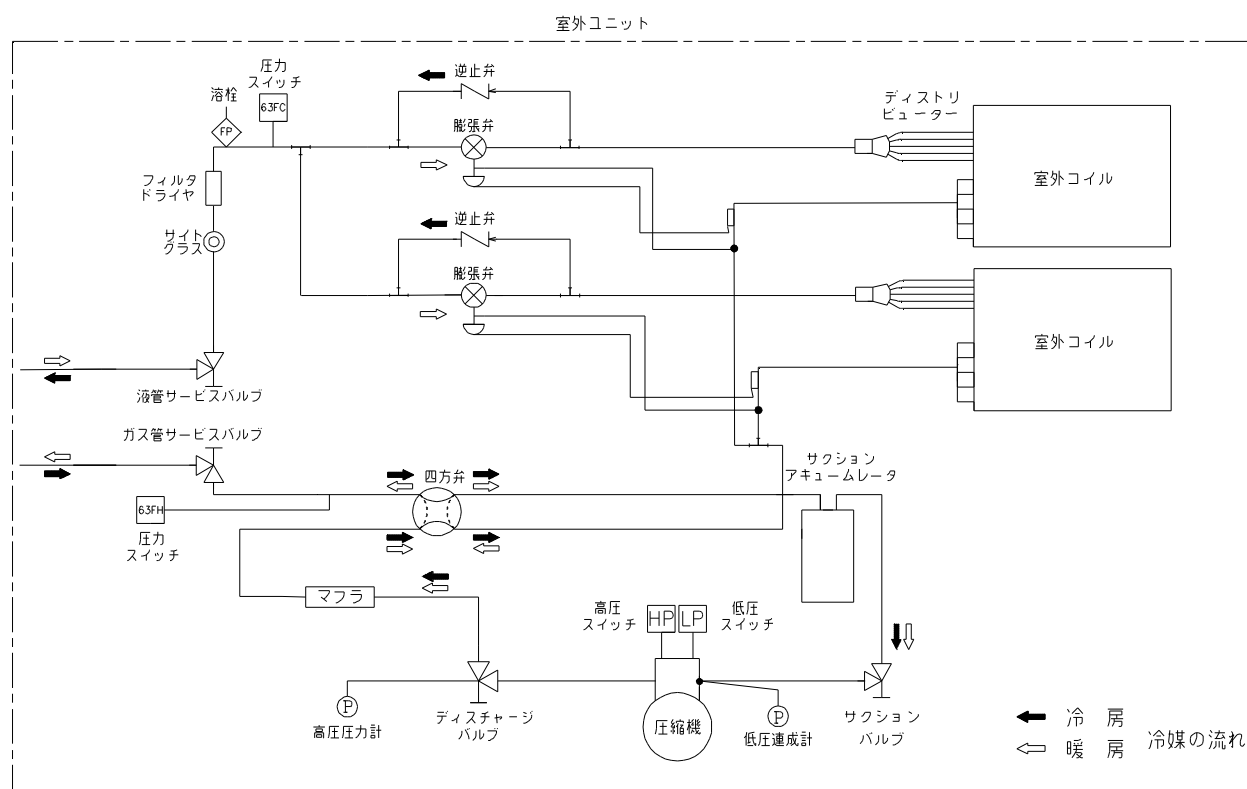 室外ユニット
圧力
スイッチ
63FC
溶栓
FP
逆止弁
膨張弁
ディストリ
ビューター
室外コイル
フィルタ
ドライヤ
サイト
グラス
逆止弁
膨張弁
室外コイル
液管サービスバルブ
ガス管サービスバルブ
四方弁
サクション
アキュームレータ
63FH
圧力
スイッチ
マフラ
高圧
スイッチ
HP
LP
低圧
スイッチ
P
高圧圧力計
ディスチャージ
バルブ
圧縮機
P
低圧連成計
サクション
バルブ
冷 房
暖 房
冷媒の流れ